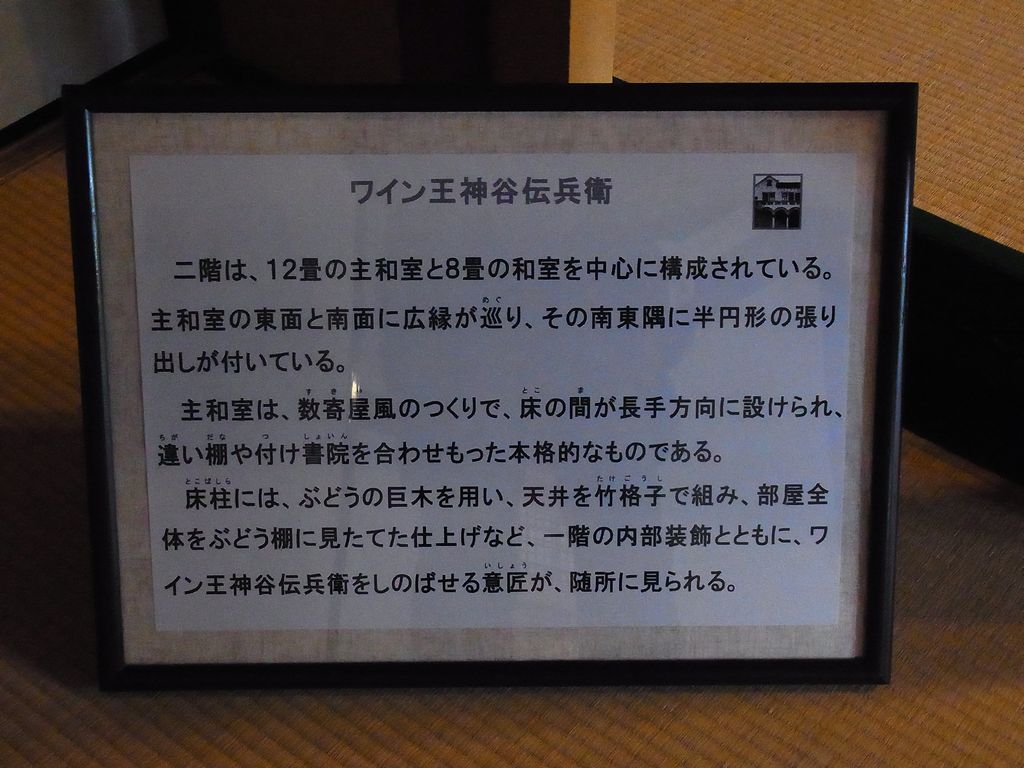 ワイン王神谷伝兵衛
二階は、12畳の主和室と8畳の和室を中心に構成されている。
主和室の東面と南面に広縁が巡り、その南東隅に半円形の張り
出しが付いている。
主和室は、数寄屋風のつくりで、床の間が長手方向に設けられ、
違い棚や付け書院を合わせもった本格的なものである。
床柱には、ぶどうの巨木を用い、天井を竹格子で組み、部屋全
体をぶどう棚に見たてた仕上げなど、一階の内部装飾とともに、ワ
イン王神谷伝兵衛をしのばせる意匠が、随所に見られる。